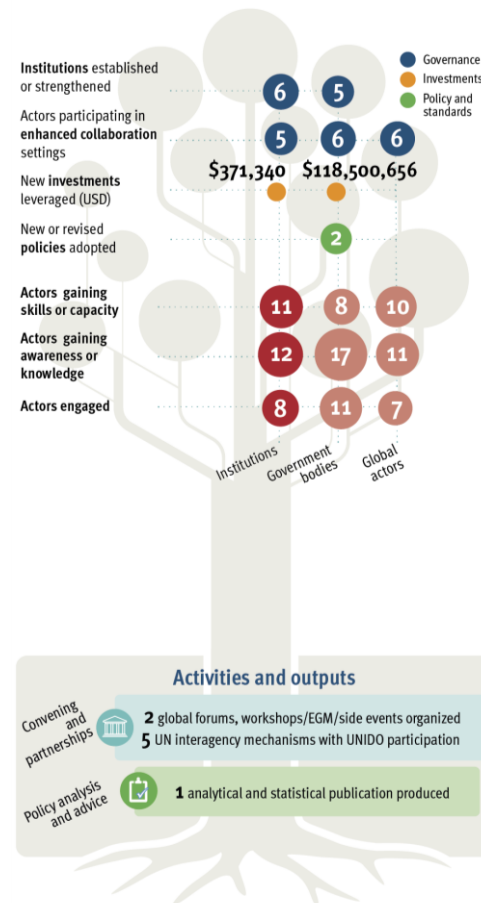 Institutions established
or strengthened
6
5
Governance
Investments
Policy and
standards
Actors participating in
enhanced collaboration
settings
5
6
6
$371,340
$118,500,656
New investments
leveraged (USD)
New or revised
policies adopted
2
Actors gaining
skills or capacity
11
8
10
Actors gaining
awareness or
knowledge
12
17
11
Actors engaged
8
11
7
Institutions
Government
bodies
Global
actors
Activities and outputs
Convening
and
partnerships
2 global forums, workshops/EGM/side events organized
5 UN interagency mechanisms with UNIDO participation
Policy analysis
and advice
1 analytical and statistical publication produced